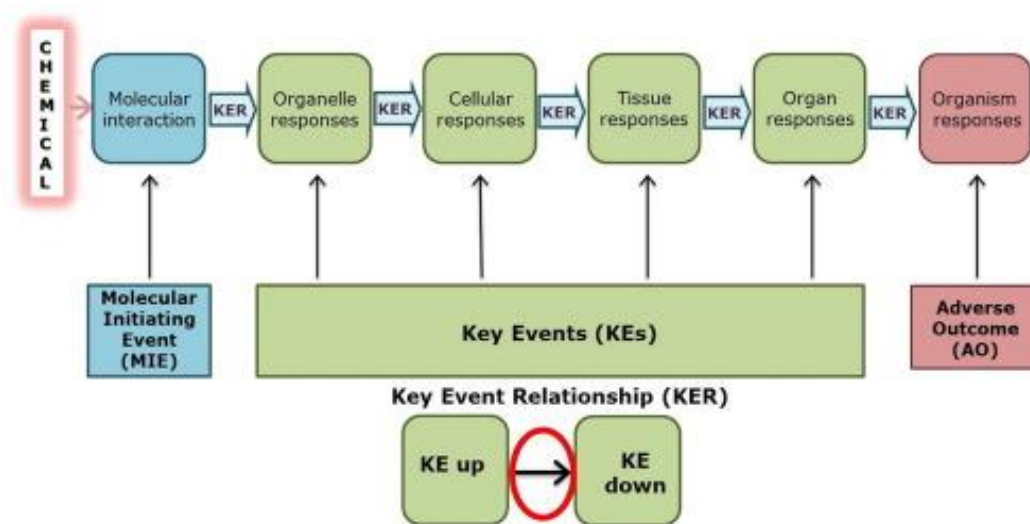 CHEMICAL
Molecular
interaction
KER
Organelle
responses
KER
Cellular
responses
KER
Tissue
responses
KER
Organ
responses
KER
Organism
responses
Molecular
Initiating
Event
(MIE)
Key Events (KEs)
Adverse
Outcome
(AO)
Key Event Relationship (KER)
KE up
KE
down